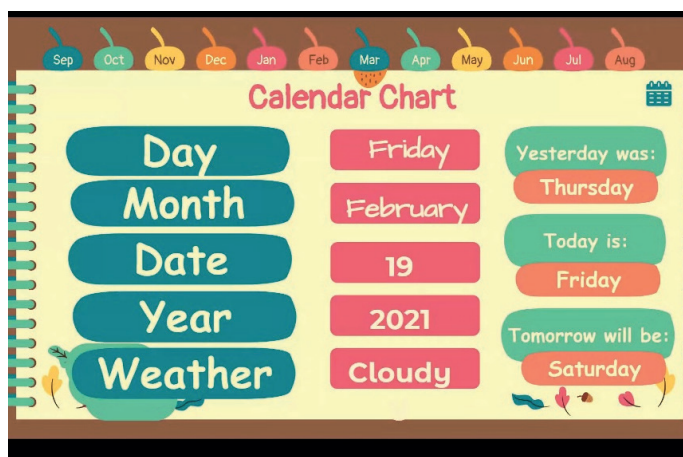 Sep Oct Nov Dec Jan Feb Mar Apr May Jun Jul Aug
Calendar Chart
Day Friday
Month February
Date 19
Year 2021
Weather Cloudy
Yesterday was:
Thursday
Today is:
Friday
Tomorrow will be:
Saturday